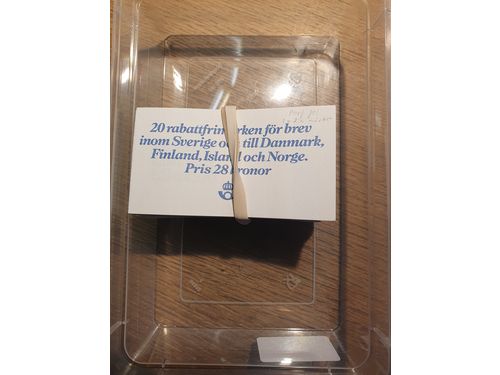 20 rabattfrimärken för brev
inom Sverige och till Danmark,
Finland, Island och Norge.
Pris 28 kronor